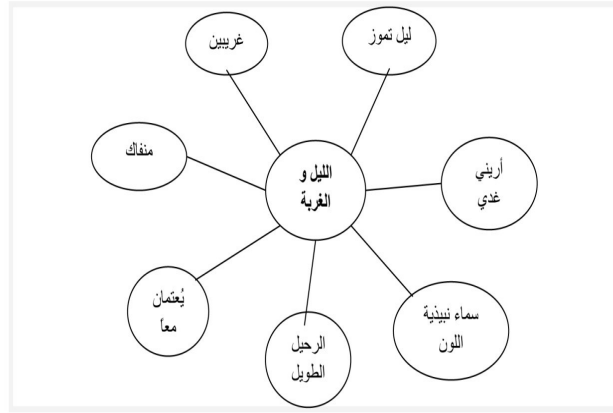 ليل تموز
غريبين
منفاك
الليل و
الغربة
أريني
غدي
يُعتمان
معاً
الرحيل
الطويل
سماء نبيذية
اللون